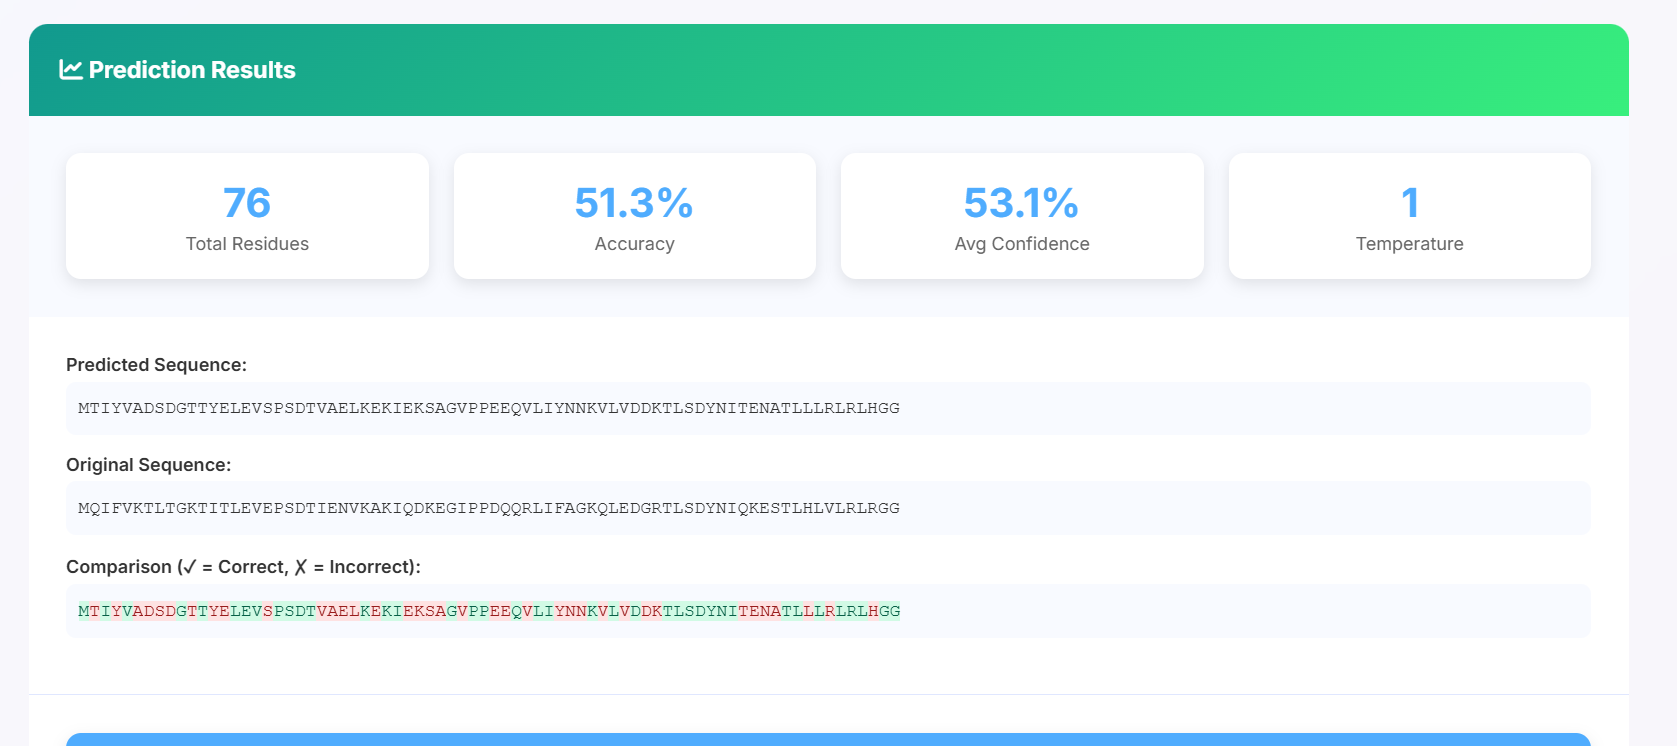 Prediction Results
76
Total Residues
51.3%
Accuracy
53.1%
Avg Confidence
1
Temperature
Predicted Sequence:
MTIYVADSDGTTYELEVSPSDTVAELKEKIEKSAGVPPEEQVLIYNNKVLVDDKTLSDYNITENATLLLRLRLHGG
Original Sequence:
MQIFVKTLTGKTITLEVEPSDTIENVKAKIQDKEGIPPDQQRLIFAGKQLEDGRTLSDYNIQKESTLHLVLRLRGG
Comparison (✓ = Correct, ✗ = Incorrect):
MTIYVADSDGTTYELEVSPSDTVAELKEKIEKSAGVPPEEQVLIYNNKVLVDDKTLSDYNITENATLLLRLRLHGG